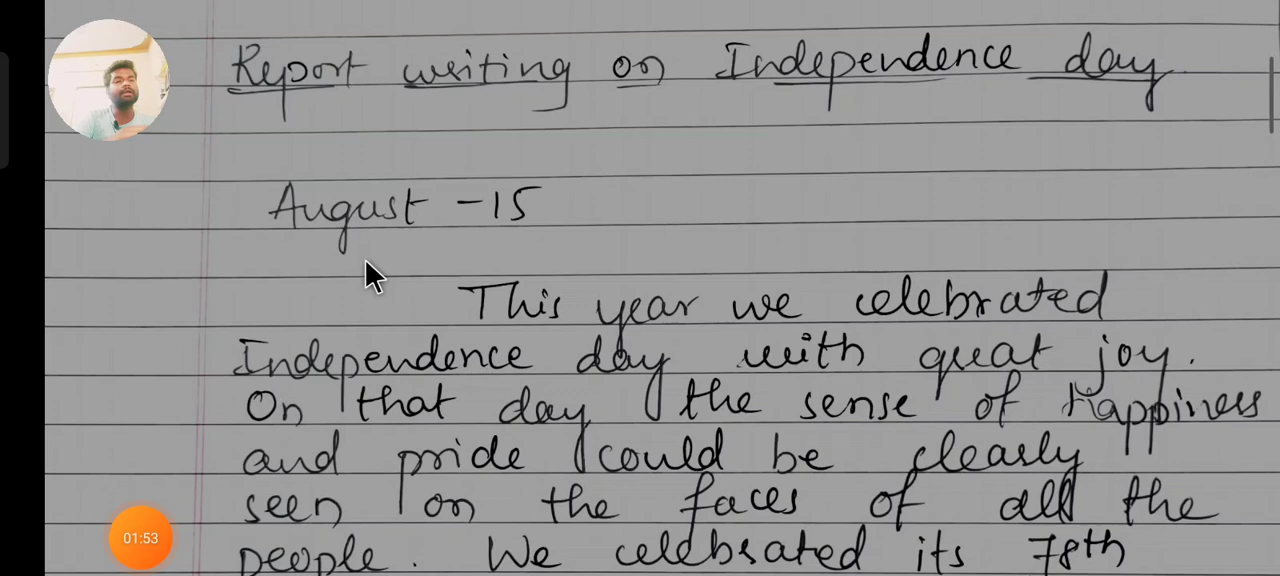 Report writing on Independence day
August - 15
This year we celebrated
Independence day with great joy.
On that day the sense of Happiness
and pride could be clearly
seen on the faces of all the
people. We celebrated its 78th
01:53